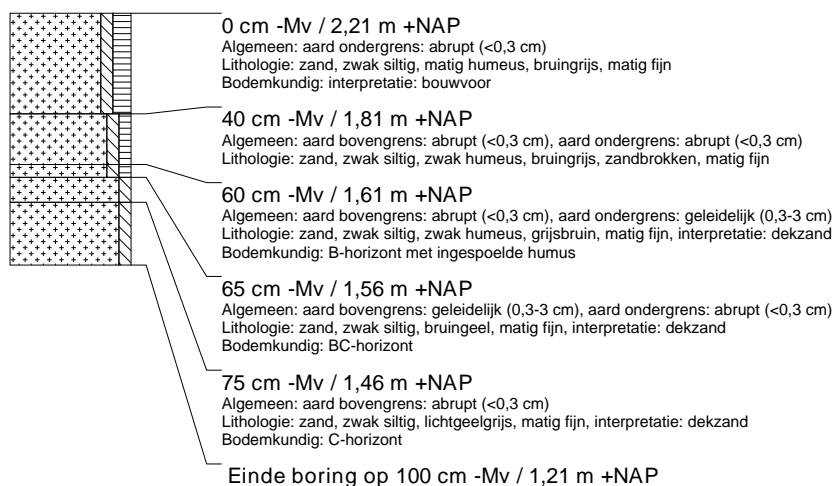 0 cm -Mv / 2,21 m +NAP
Algemeen: aard ondergrens: abrupt (<0,3 cm)
Lithologie: zand, zwak siltig, matig humeus, bruingrijs, matig fijn
Bodemkundig: interpretatie: bouwvoor
40 cm -Mv / 1,81 m +NAP
Algemeen: aard bovengrens: abrupt (<0,3 cm), aard ondergrens: abrupt (<0,3 cm)
Lithologie: zand, zwak siltig, zwak humeus, bruingrijs, zandbrokken, matig fijn
60 cm -Mv / 1,61 m +NAP
Algemeen: aard bovengrens: abrupt (<0,3 cm), aard ondergrens: geleidelijk (0,3-3 cm)
Lithologie: zand, zwak siltig, zwak humeus, grijsbruin, matig fijn, interpretatie: dekzand
Bodemkundig: B-horizont met ingespoelde humus
65 cm -Mv / 1,56 m +NAP
Algemeen: aard bovengrens: geleidelijk (0,3-3 cm), aard ondergrens: abrupt (<0,3 cm)
Lithologie: zand, zwak siltig, bruingeel, matig fijn, interpretatie: dekzand
Bodemkundig: BC-horizont
75 cm -Mv / 1,46 m +NAP
Algemeen: aard bovengrens: abrupt (<0,3 cm)
Lithologie: zand, zwak siltig, lichtgeelgrijs, matig fijn, interpretatie: dekzand
Bodemkundig: C-horizont
Einde boring op 100 cm -Mv / 1,21 m +NAP